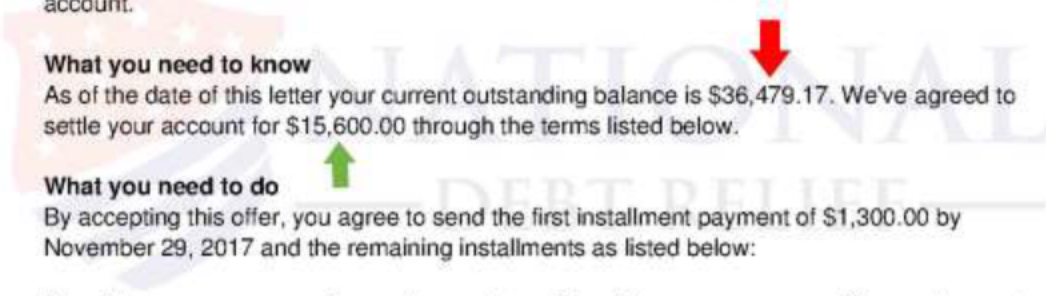 account.
What you need to know
As of the date of this letter your current outstanding balance is $36,479.17. We've agreed to
settle your account for $15,600.00 through the terms listed below.
What you need to do
By accepting this offer, you agree to send the first installment payment of $1,300.00 by
November 29, 2017 and the remaining installments as listed below:
NATIONAL
DEBT RELIEF